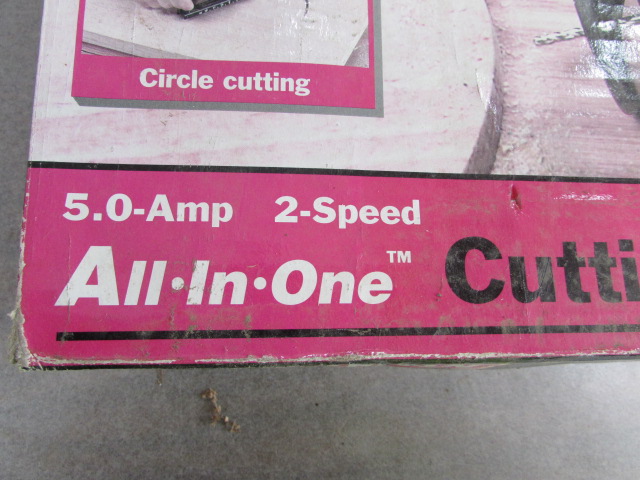 Circle cutting
5.0-Amp 2-Speed
All·In·One™ Cutti